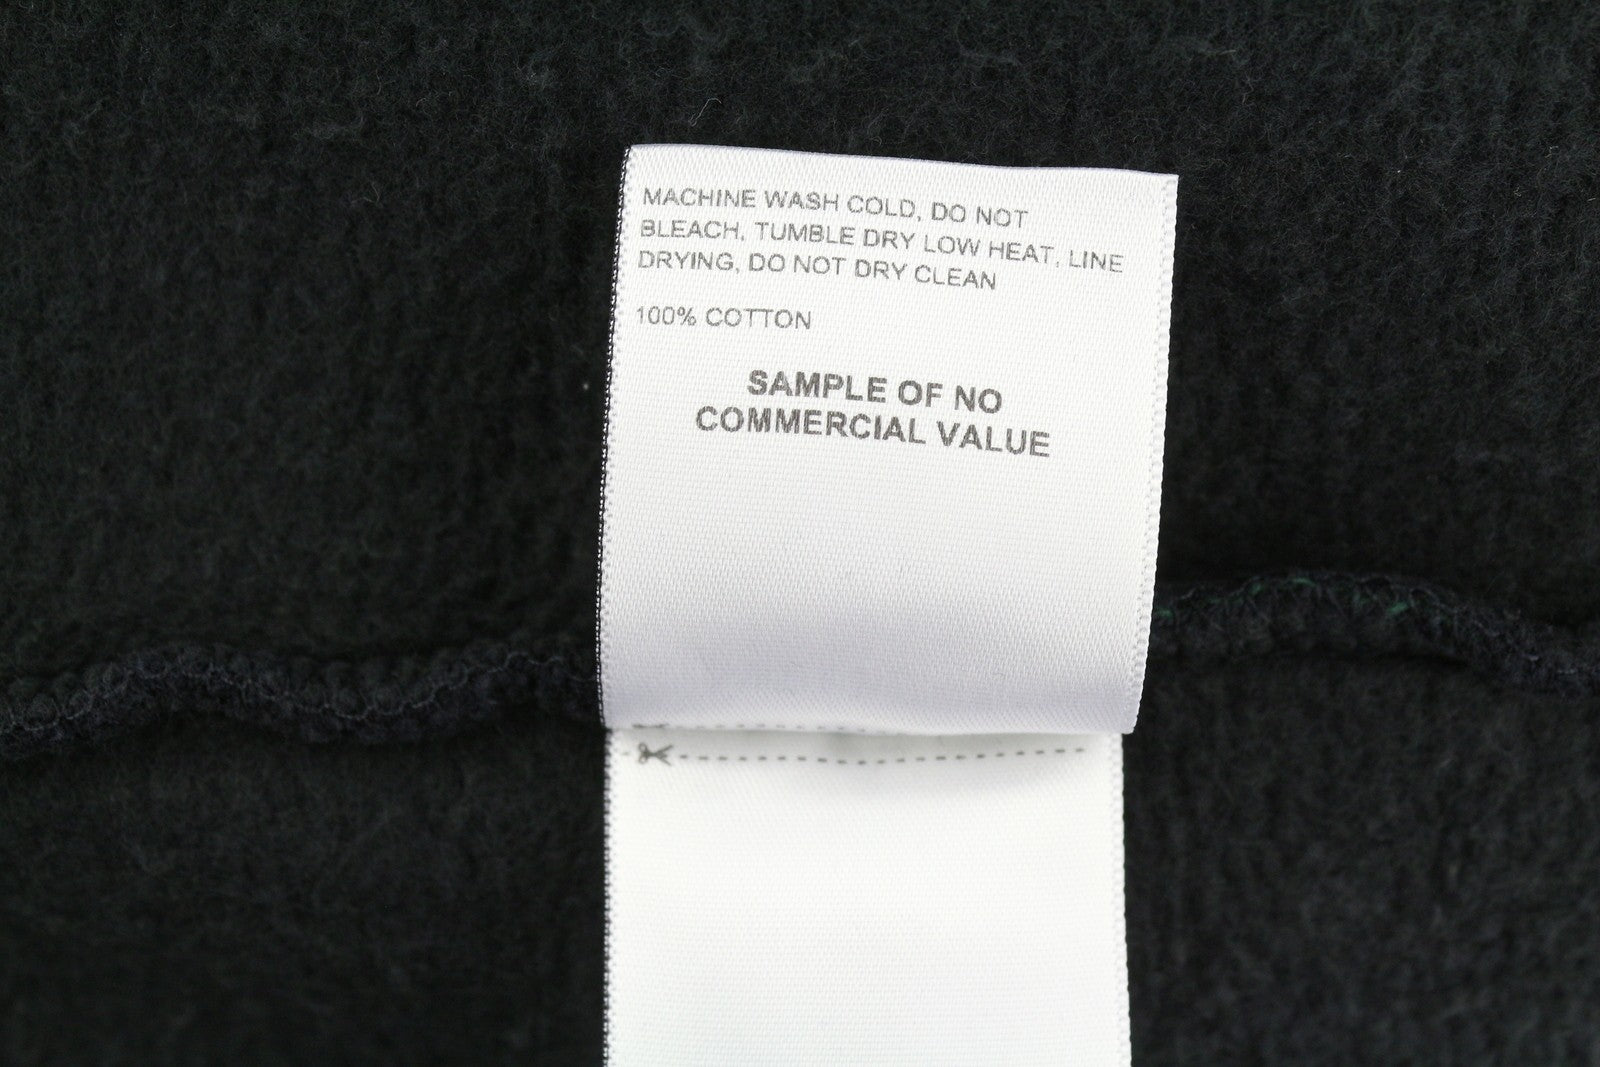 MACHINE WASH COLD, DO NOT
BLEACH, TUMBLE DRY LOW HEAT, LINE
DRYING, DO NOT DRY CLEAN
100% COTTON
SAMPLE OF NO
COMMERCIAL VALUE